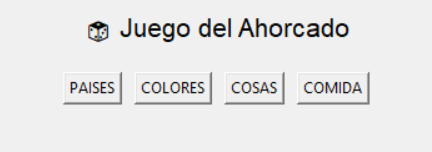 Juego del Ahorcado
PAISES COLORES COSAS COMIDA